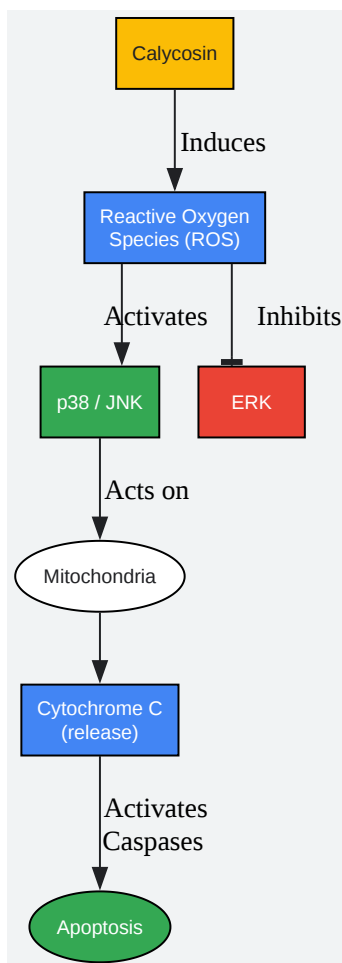 Calycosin
Induces
Reactive Oxygen
Species (ROS)
Activates
Inhibits
p38 / JNK
ERK
Acts on
Mitochondria
Cytochrome C
(release)
Activates
Caspases
Apoptosis